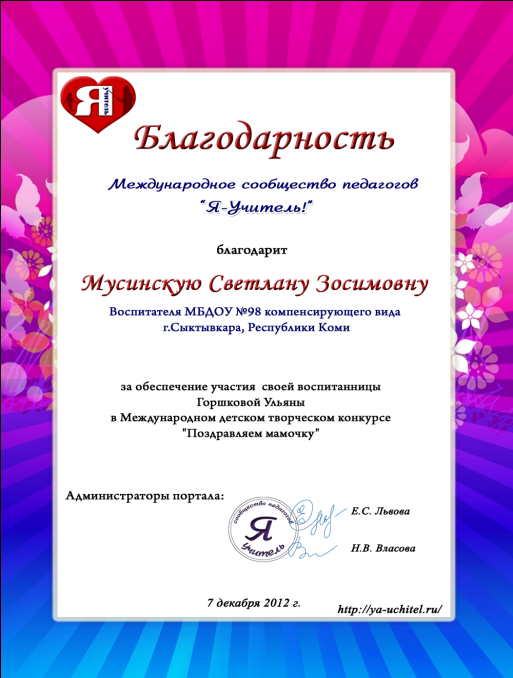 Я
учитель
Благодарность
Международное сообщество педагогов
"Я-Учитель!"
благодарит
Мусинскую Светлану Зосимовну
Воспитателя МБДОУ №98 компенсирующего вида
г.Сыктывкара, Республики Коми
за обеспечение участия своей воспитанницы
Горшковой Ульяны
в Международном детском творческом конкурсе
"Поздравляем мамочку"
Администраторы портала:
сообщество педагогов
Я
учитель
Е.С. Львова
Н.В. Власова
7 декабря 2012 г.
http://ya-uchitel.ru/